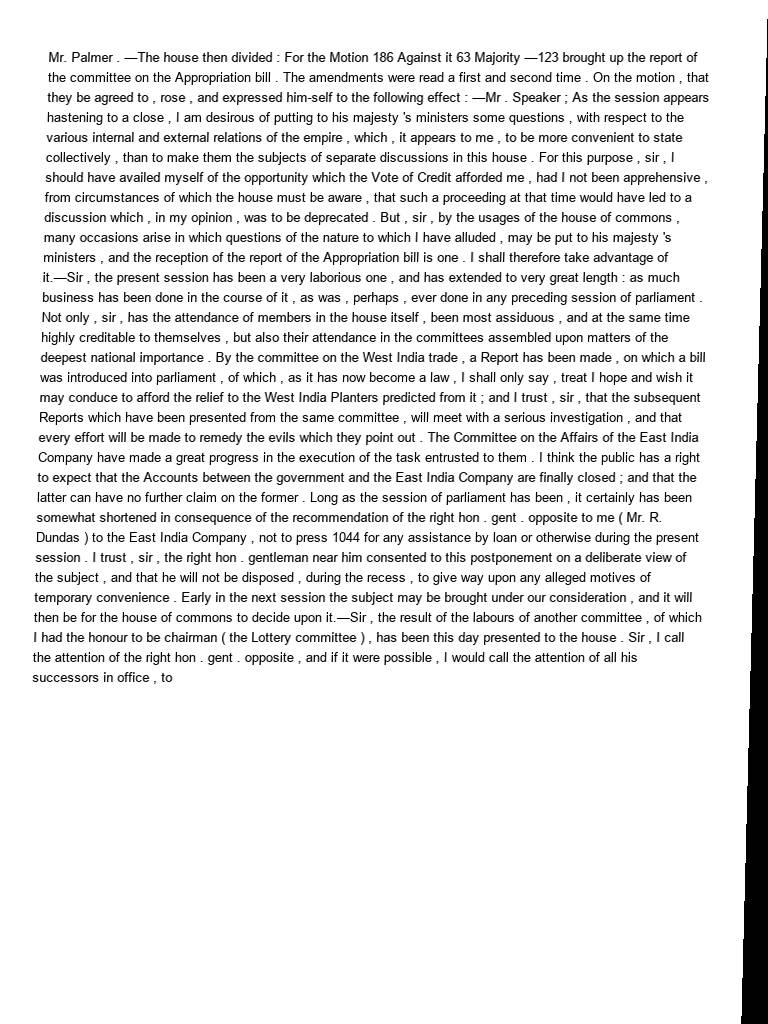 Mr. Palmer . —The house then divided : For the Motion 186 Against it 63 Majority —123 brought up the report of
the committee on the Appropriation bill . The amendments were read a first and second time . On the motion , that
they be agreed to , rose , and expressed him-self to the following effect : —Mr . Speaker ; As the session appears
hastening to a close , I am desirous of putting to his majesty 's ministers some questions , with respect to the
various internal and external relations of the empire , which , it appears to me , to be more convenient to state
collectively , than to make them the subjects of separate discussions in this house . For this purpose , sir , I
should have availed myself of the opportunity which the Vote of Credit afforded me , had I not been apprehensive ,
from circumstances of which the house must be aware , that such a proceeding at that time would have led to a
discussion which , in my opinion , was to be deprecated . But , sir , by the usages of the house of commons ,
many occasions arise in which questions of the nature to which I have alluded , may be put to his majesty 's
ministers , and the reception of the report of the Appropriation bill is one . I shall therefore take advantage of
it.—Sir , the present session has been a very laborious one , and has extended to very great length : as much
business has been done in the course of it , as was , perhaps , ever done in any preceding session of parliament .
Not only , sir , has the attendance of members in the house itself , been most assiduous , and at the same time
highly creditable to themselves , but also their attendance in the committees assembled upon matters of the
deepest national importance . By the committee on the West India trade , a Report has been made , on which a bill
was introduced into parliament , of which , as it has now become a law , I shall only say , treat I hope and wish it
may conduce to afford the relief to the West India Planters predicted from it ; and I trust , sir , that the subsequent
Reports which have been presented from the same committee , will meet with a serious investigation , and that
every effort will be made to remedy the evils which they point out . The Committee on the Affairs of the East India
Company have made a great progress in the execution of the task entrusted to them . I think the public has a right
to expect that the Accounts between the government and the East India Company are finally closed ; and that the
latter can have no further claim on the former . Long as the session of parliament has been , it certainly has been
somewhat shortened in consequence of the recommendation of the right hon . gent . opposite to me ( Mr. R.
Dundas ) to the East India Company , not to press 1044 for any assistance by loan or otherwise during the present
session . I trust , sir , the right hon . gentleman near him consented to this postponement on a deliberate view of
the subject , and that he will not be disposed , during the recess , to give way upon any alleged motives of
temporary convenience . Early in the next session the subject may be brought under our consideration , and it will
then be for the house of commons to decide upon it.—Sir , the result of the labours of another committee , of which
I had the honour to be chairman ( the Lottery committee ) , has been this day presented to the house . Sir , I call
the attention of the right hon . gent . opposite , and if it were possible , I would call the attention of all his
successors in office , to